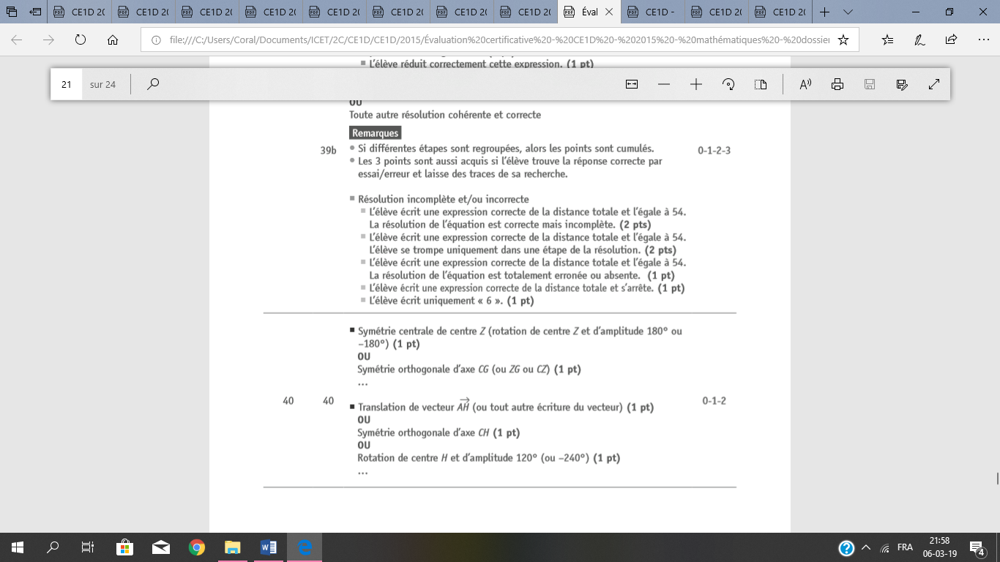 CE1D 20 CE1D 20 CE1D 20 CE1D 20 CE1D 20 CE1D 20 CE1D 20 CE1D 20 Éval CE1D - CE1D 20 CE1D 20
file:///C:/Users/Coral/Documents/ICET/2C/CE1D/CE1D/2015/Évaluation%20certificative%20-%20CE1D%20-%202015%20-%20mathématiques%20-%20dossier
L'élève réduit correctement cette expression. (1 pt)
21 sur 24
OU
Toute autre résolution cohérente et correcte
Remarques
39b • Si différentes étapes sont regroupées, alors les points sont cumulés. 0-1-2-3
• Les 3 points sont aussi acquis si l'élève trouve la réponse correcte par
essai/erreur et laisse des traces de sa recherche.
■ Résolution incomplète et/ou incorrecte
■ L'élève écrit une expression correcte de la distance totale et l'égale à 54.
La résolution de l'équation est correcte mais incomplète. (2 pts)
■ L'élève écrit une expression correcte de la distance totale et l'égale à 54.
L'élève se trompe uniquement dans une étape de la résolution. (2 pts)
■ L'élève écrit une expression correcte de la distance totale et l'égale à 54.
La résolution de l'équation est totalement erronée ou absente. (1 pt)
■ L'élève écrit une expression correcte de la distance totale et s'arrête. (1 pt)
■ L'élève écrit uniquement « 6 ». (1 pt)
■ Symétrie centrale de centre Z (rotation de centre Z et d'amplitude 180° ou
–180°) (1 pt)
OU
Symétrie orthogonale d'axe CG (ou ZG ou CZ) (1 pt)
...
40 40 ■ Translation de vecteur AH (ou tout autre écriture du vecteur) (1 pt) 0-1-2
OU
Symétrie orthogonale d'axe CH (1 pt)
OU
Rotation de centre H et d'amplitude 120° (ou –240°) (1 pt)
...
FRA
21:58
06-03-19
4